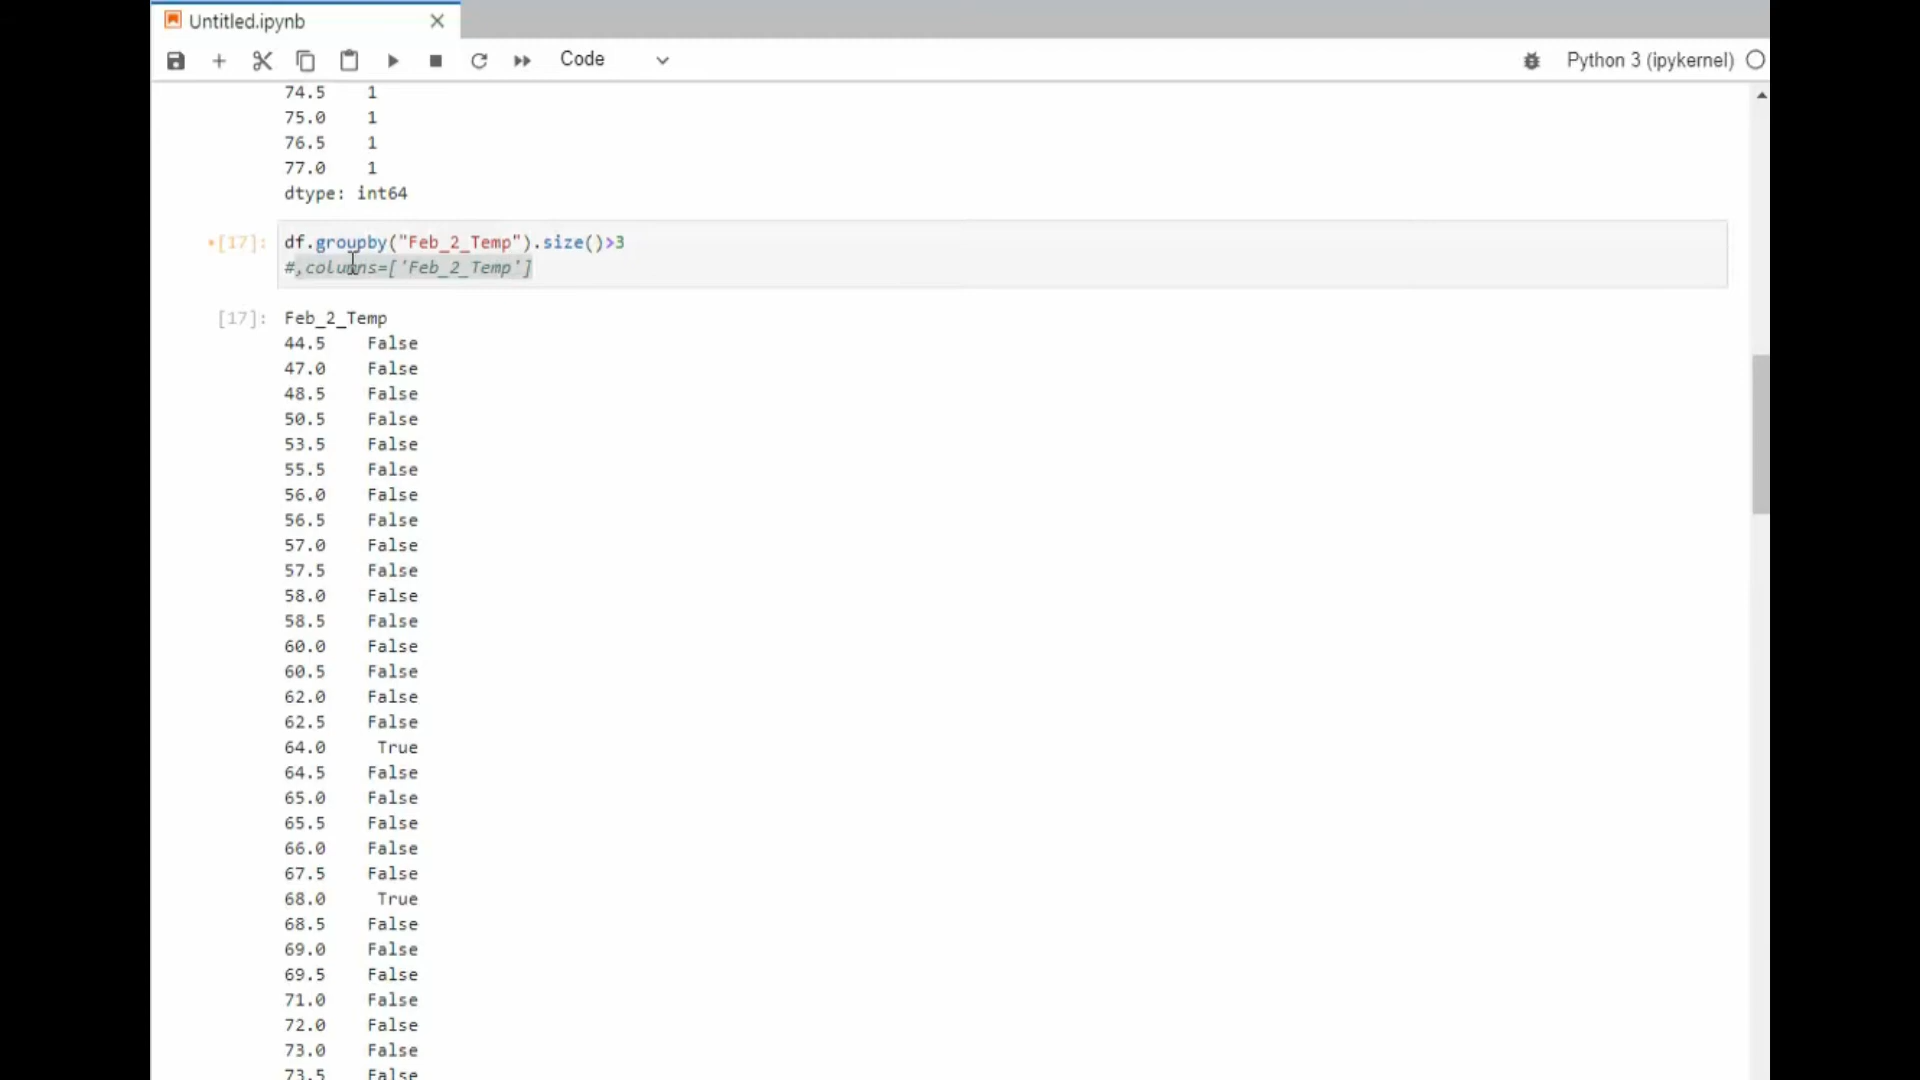 Untitled.ipynb
Code
Python 3 (ipykernel)
74.5 1
75.0 1
76.5 1
77.0 1
dtype: int64
[17]: df.groupby("Feb_2_Temp").size()>3
#,columns=['Feb_2_Temp']
[17]: Feb_2_Temp
44.5 False
47.0 False
48.5 False
50.5 False
53.5 False
55.5 False
56.0 False
56.5 False
57.0 False
57.5 False
58.0 False
58.5 False
60.0 False
60.5 False
62.0 False
62.5 False
64.0 True
64.5 False
65.0 False
65.5 False
66.0 False
67.5 False
68.0 True
68.5 False
69.0 False
69.5 False
71.0 False
72.0 False
73.0 False
73.5 False